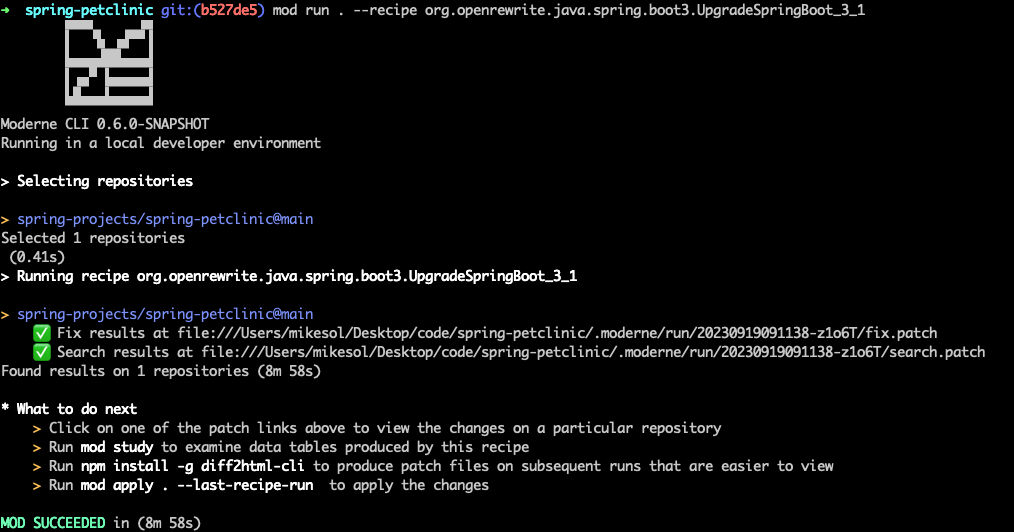 ➜  spring-petclinic git:(b527de5) mod run . --recipe org.openrewrite.java.spring.boot3.UpgradeSpringBoot_3_1
Moderne CLI 0.6.0-SNAPSHOT
Running in a local developer environment
> Selecting repositories
> spring-projects/spring-petclinic@main
Selected 1 repositories
(0.41s)
> Running recipe org.openrewrite.java.spring.boot3.UpgradeSpringBoot_3_1
> spring-projects/spring-petclinic@main
✅ Fix results at file:///Users/mikesol/Desktop/code/spring-petclinic/.moderne/run/20230919091138-z1o6T/fix.patch
✅ Search results at file:///Users/mikesol/Desktop/code/spring-petclinic/.moderne/run/20230919091138-z1o6T/search.patch
Found results on 1 repositories (8m 58s)
* What to do next
> Click on one of the patch links above to view the changes on a particular repository
> Run mod study to examine data tables produced by this recipe
> Run npm install -g diff2html-cli to produce patch files on subsequent runs that are easier to view
> Run mod apply . --last-recipe-run  to apply the changes
MOD SUCCEEDED in (8m 58s)